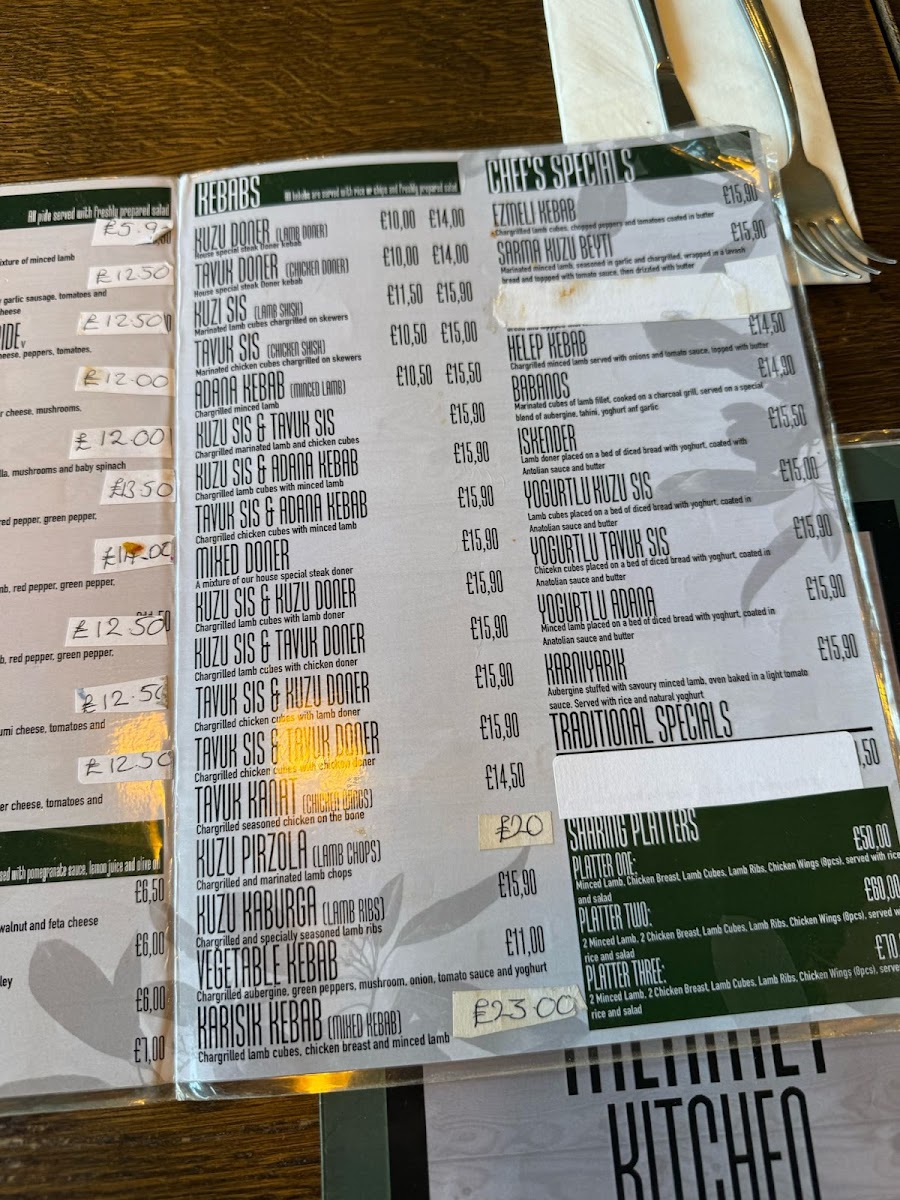 All pide served with freshly prepared salad
£5.9
ixture of minced lamb
£12.50
garlic sausage, tomatoes and
heese
£12.50
IDE V
eese, peppers, tomatoes,
£12.00
r cheese, mushrooms,
£12.00
lla, mushrooms and baby spinach
£13.50
red pepper, green pepper,
mb, red pepper, green pepper,
£12.50
b, red pepper, green pepper.
£12.50
umi cheese, tomatoes and
£12.50
er cheese, tomatoes and
sed with pomegranate sauce, lemon juice and olive oil
£6,50
walnut and feta cheese
£6,00
ley
£6,00
£7,00
KEBABS
All kebabs are served with rice or chips and freshly prepared salad
KUZU DONER (LAMB DONER) £10,00 £14,00
House special steak Doner kebab
TAVUK DONER (CHICKEN DONER) £10,00 £14,00
House special steak Doner kebab
KUZI SIS (LAMB SHISH) £11,50 £15,90
Marinated lamb cubes chargrilled on skewers
TAVUK SIS (CHICKEN SHISH) £10,50 £15,00
Marinated chicken cubes chargrilled on skewers
ADANA KEBAB (MINCED LAMB) £10,50 £15,50
Chargrilled minced lamb
KUZU SIS & TAVUK SIS £15,90
Chargrilled marinated lamb and chicken cubes
KUZU SIS & ADANA KEBAB £15,90
Chargrilled lamb cubes with minced lamb
TAVUK SIS & ADANA KEBAB £15,90
Chargrilled chicken cubes with minced lamb
MIXED DONER £15,90
A mixture of our house special steak doner
KUZU SIS & KUZU DONER £15,90
Chargrilled lamb cubes with lamb doner
KUZU SIS & TAVUK DONER £15,90
Chargrilled lamb cubes with chicken doner
TAVUK SIS & KUZU DONER £15,90
Chargrilled chicken cubes with lamb doner
TAVUK SIS & TAVUK DONER £15,90
Chargrilled chicken cubes with chicken doner
TAVUK KANAT (CHICKEN WINGS) £14,50
Chargrilled seasoned chicken on the bone
KUZU PIRZOLA (LAMB CHOPS) £20
Chargrilled and marinated lamb chops
KUZU KABURGA (LAMB RIBS) £15,90
Chargrilled and specially seasoned lamb ribs
VEGETABLE KEBAB £11,00
Chargrilled aubergine, green peppers, mushroom, onion, tomato sauce and yoghurt
KARISIK KEBAB (MIXED KEBAB) £23.00
Chargrilled lamb cubes, chicken breast and minced lamb
CHEF'S SPECIALS
EZMELI KEBAB £15,90
Chargrilled lamb cubes, chopped peppers and tomatoes coated in butter
SARMA KUZU BEYTI £15,90
Marinated minced lamb, seasoned in garlic and chargrilled, wrapped in a lavash
bread and toppped with tomato sauce, then drizzled with butter
HELEP KEBAB £14,50
Chargrilled minced lamb served with onions and tomato sauce, topped with butter
BABANOS £14,90
Marinated cubes of lamb fillet, cooked on a charcoal grill, served on a special
blend of aubergine, tahini, yoghurt anf garlic
ISKENDER £15,50
Lamb doner placed on a bed of diced bread with yoghurt, coated with
Antolian sauce and butter
YOGURTLU KUZU SIS £15,00
Lamb cubes placed on a bed of diced bread with yoghurt, coated in
Anatolian sauce and butter
YOGURTLU TAVUK SIS £15,90
Chicekn cubes placed on a bed of diced bread with yoghurt, coated in
Anatolian sauce and butter
YOGURTLU ADANA £15,90
Minced lamb placed on a bed of diced bread with yoghurt, coated in
Anatolian sauce and butter
KARNIYARIK £15,90
Aubergine stuffed with savoury minced lamb, oven baked in a light tomato
sauce. Served with rice and natural yoghurt
TRADITIONAL SPECIALS
,50
SHARING PLATTERS
PLATTER ONE: £50,00
Minced Lamb, Chicken Breast, Lamb Cubes, Lamb Ribs, Chicken Wings (8pcs), served with rice
and salad
PLATTER TWO: £60,00
2 Minced Lamb, 2 Chicken Breast, Lamb Cubes, Lamb Ribs, Chicken Wings (8pcs), served w
rice and salad
PLATTER THREE: £70,
2 Minced Lamb, 2 Chicken Breast, Lamb Cubes, Lamb Ribs, Chicken Wings (8pcs), serve
rice and salad
KITCHEN